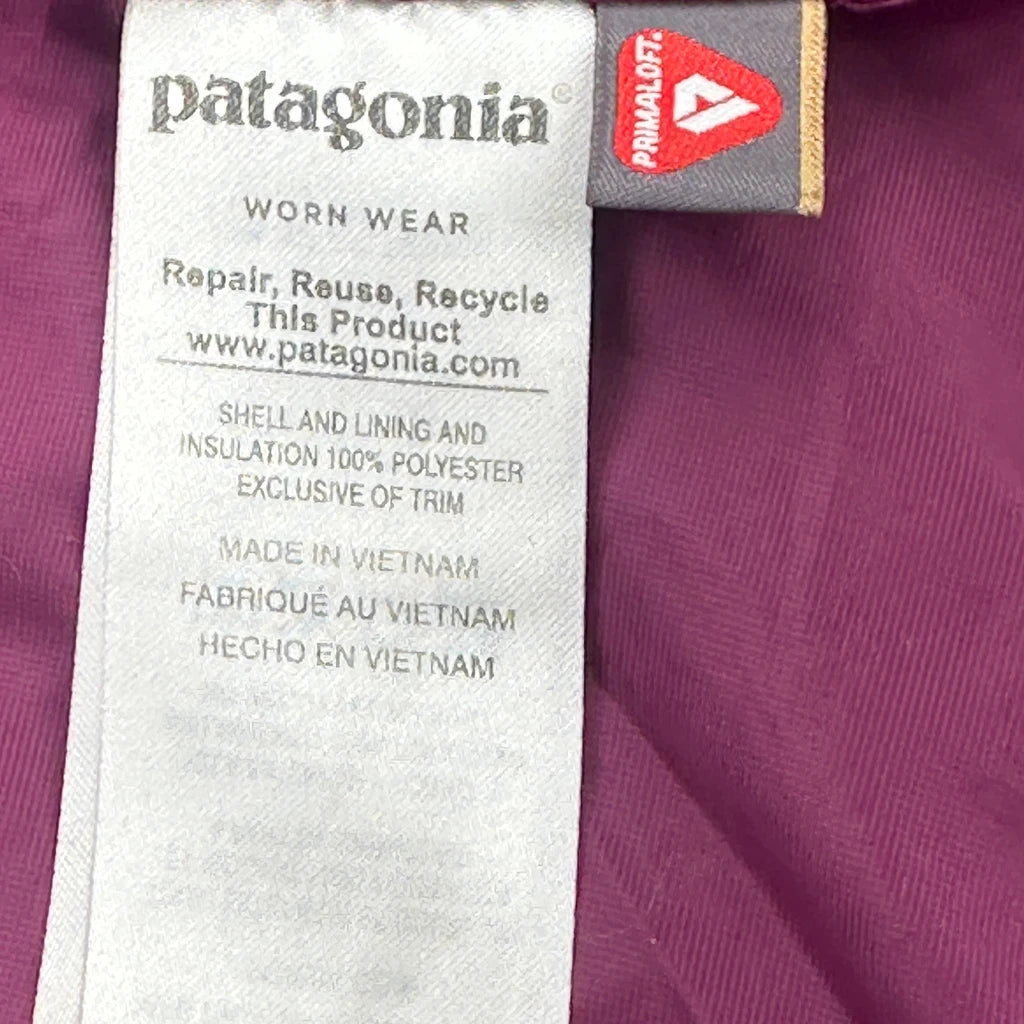 patagonia®
WORN WEAR
Repair, Reuse, Recycle
This Product
www.patagonia.com
SHELL AND LINING AND
INSULATION 100% POLYESTER
EXCLUSIVE OF TRIM
MADE IN VIETNAM
FABRIQUÉ AU VIETNAM
HECHO EN VIETNAM
PRIMALOFT.